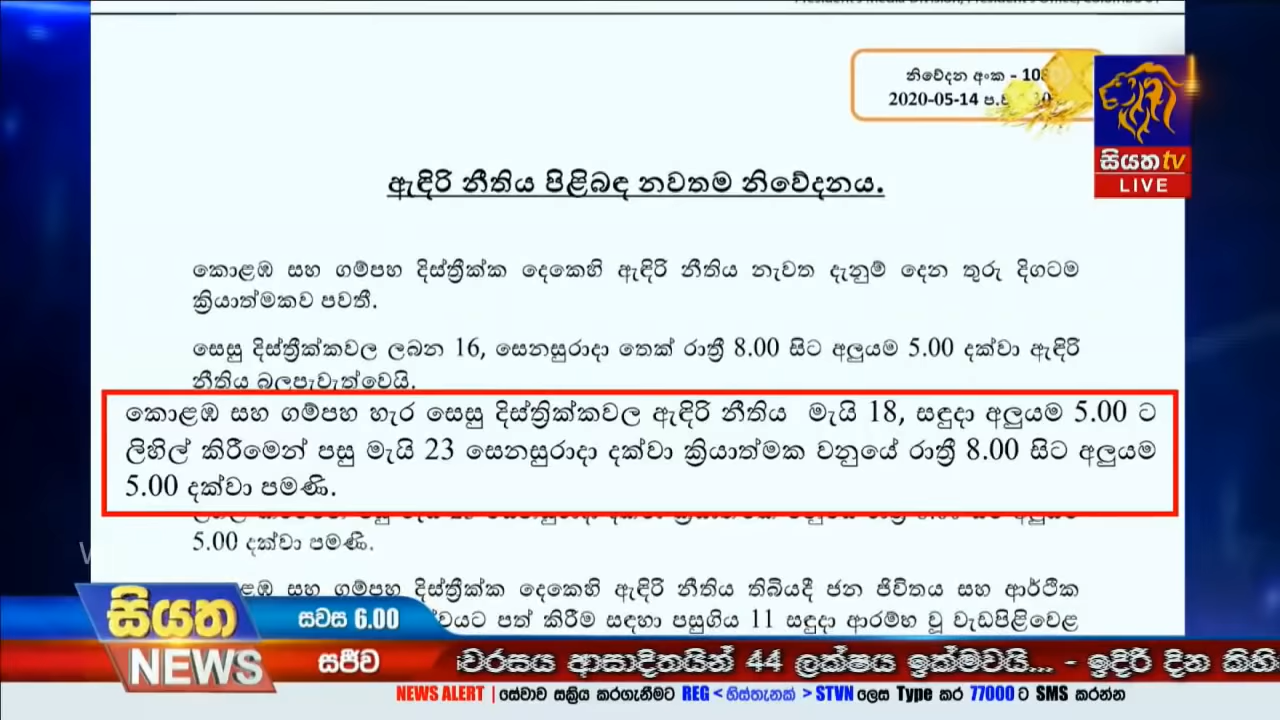 නිවේදන අංක - 108
2020-05-14 ප.ව
සියත tv
LIVE
ඇඳිරි නීතිය පිළිබඳ නවතම නිවේදනය.
කොළඹ සහ ගම්පහ දිස්ත්‍රික්ක දෙකෙහි ඇඳිරි නීතිය නැවත දැනුම් දෙන තුරු දිගටම
ක්‍රියාත්මකව පවතී.
සෙසු දිස්ත්‍රික්කවල ලබන 16, සෙනසුරාදා තෙක් රාත්‍රී 8.00 සිට අලුයම 5.00 දක්වා ඇඳිරි
නීතිය බලපැවැත්වෙයි.
කොළඹ සහ ගම්පහ හැර සෙසු දිස්ත්‍රික්කවල ඇඳිරි නීතිය මැයි 18, සඳුදා අලුයම 5.00 ට
ලිහිල් කිරීමෙන් පසු මැයි 23 සෙනසුරාදා දක්වා ක්‍රියාත්මක වනුයේ රාත්‍රී 8.00 සිට අලුයම
5.00 දක්වා පමණි.
5.00 දක්වා පමණි.
සහ ගම්පහ දිස්ත්‍රික්ක දෙකෙහි ඇඳිරි නීතිය තිබියදී ජන ජීවිතය සහ ආර්ථික
පත් කිරීම සඳහා පසුගිය 11 සඳුදා ආරම්භ වූ වැඩපිළිවෙළ
සියත
NEWS
සවස 6.00
සජීව
ආසාදිතයින් 44 ලක්ෂය ඉක්මවයි... - ඉදිරි දින
NEWS ALERT | සේවාව සක්‍රිය කරගැනීමට REG < හිස්තැනක් > STVN ලෙස Type කර 77000 ට SMS කරන්න